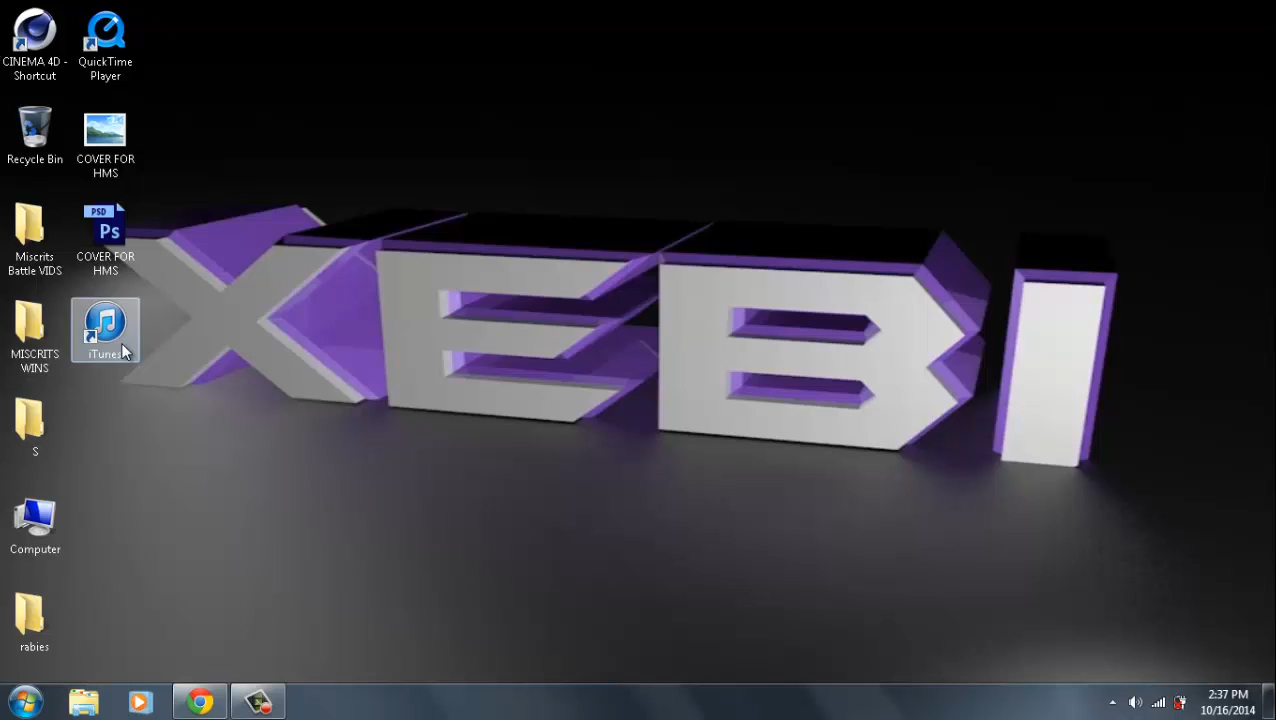 CINEMA 4D -
Shortcut
QuickTime
Player
Recycle Bin
COVER FOR
HMS
Miscrits
Battle VIDS
PSD
Ps
COVER FOR
HMS
MISCRITS
WINS
iTunes
S
Computer
rabies
XEBI
2:37 PM
10/16/2014